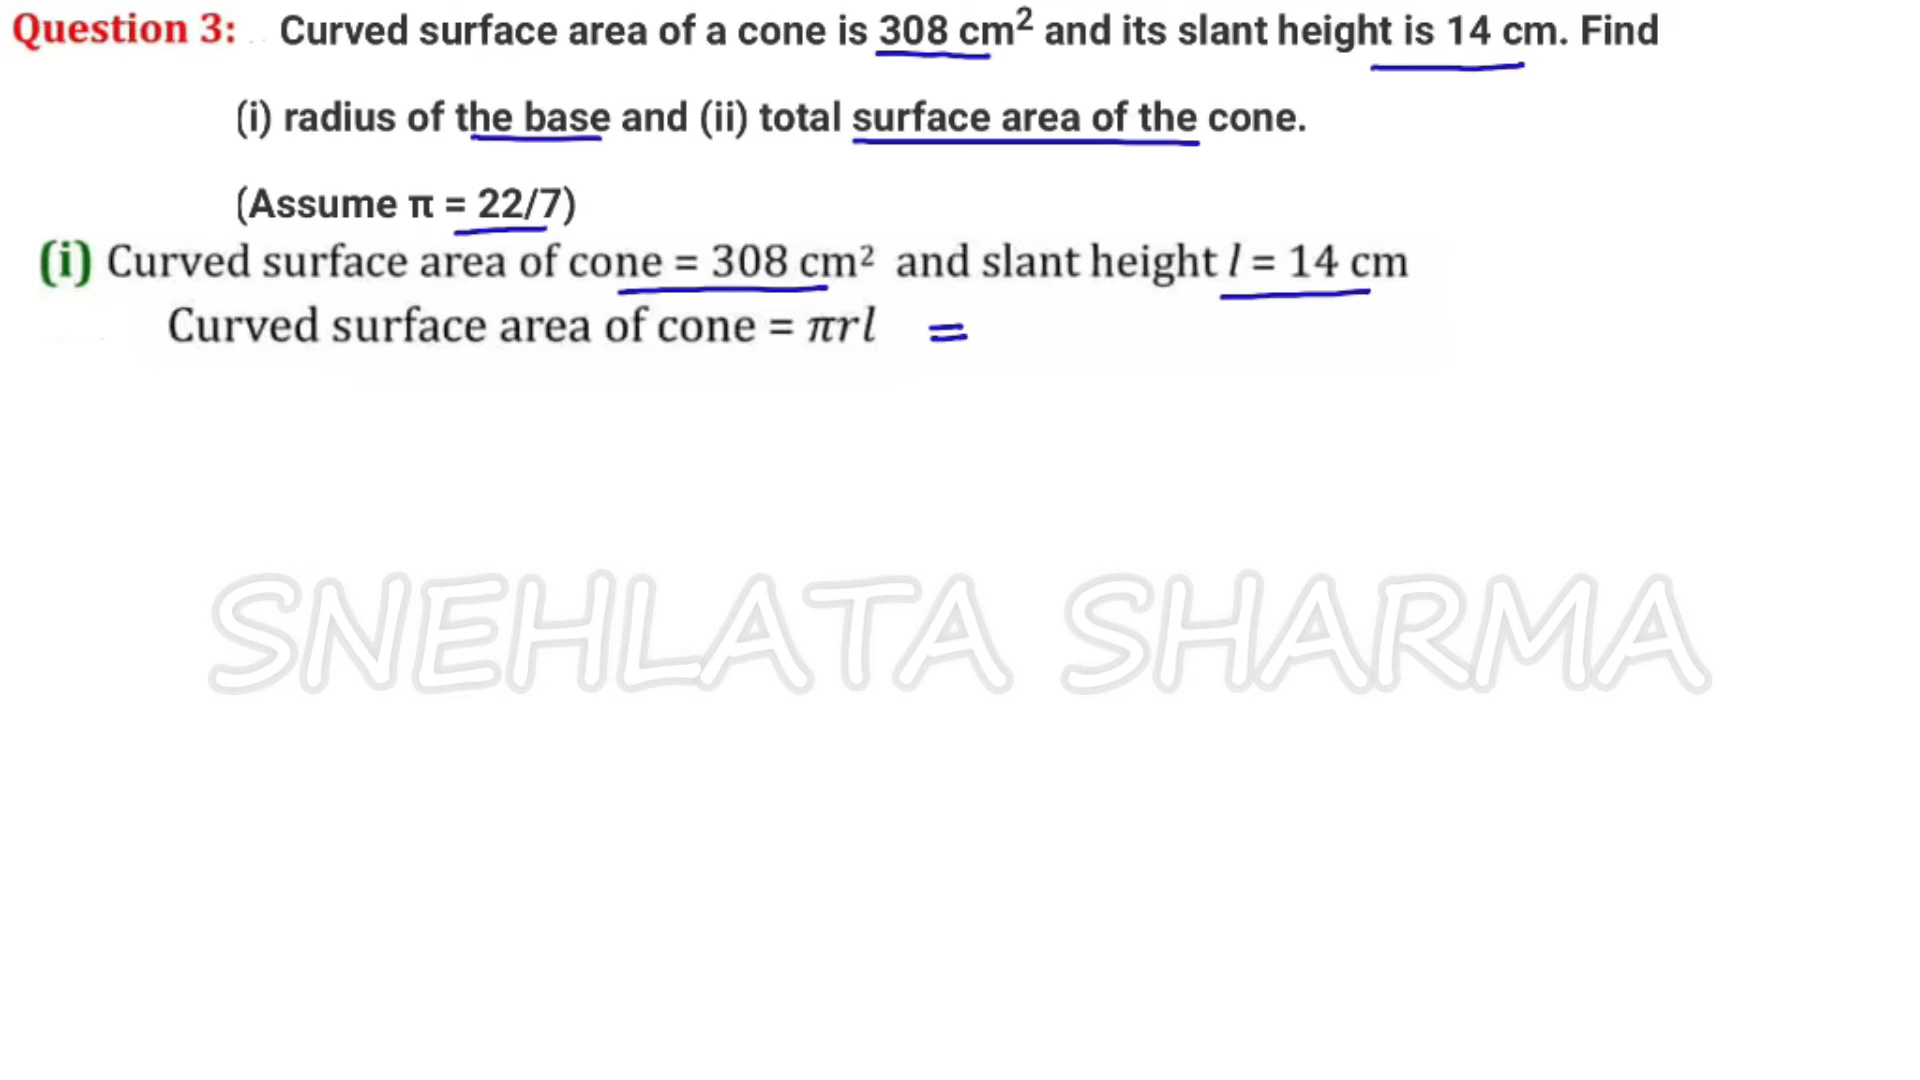 Question 3: Curved surface area of a cone is 308 cm² and its slant height is 14 cm. Find
(i) radius of the base and (ii) total surface area of the cone.
(Assume π = 22/7)
(i) Curved surface area of cone = 308 cm² and slant height l = 14 cm
Curved surface area of cone = πrl =
SNEHLATA SHARMA